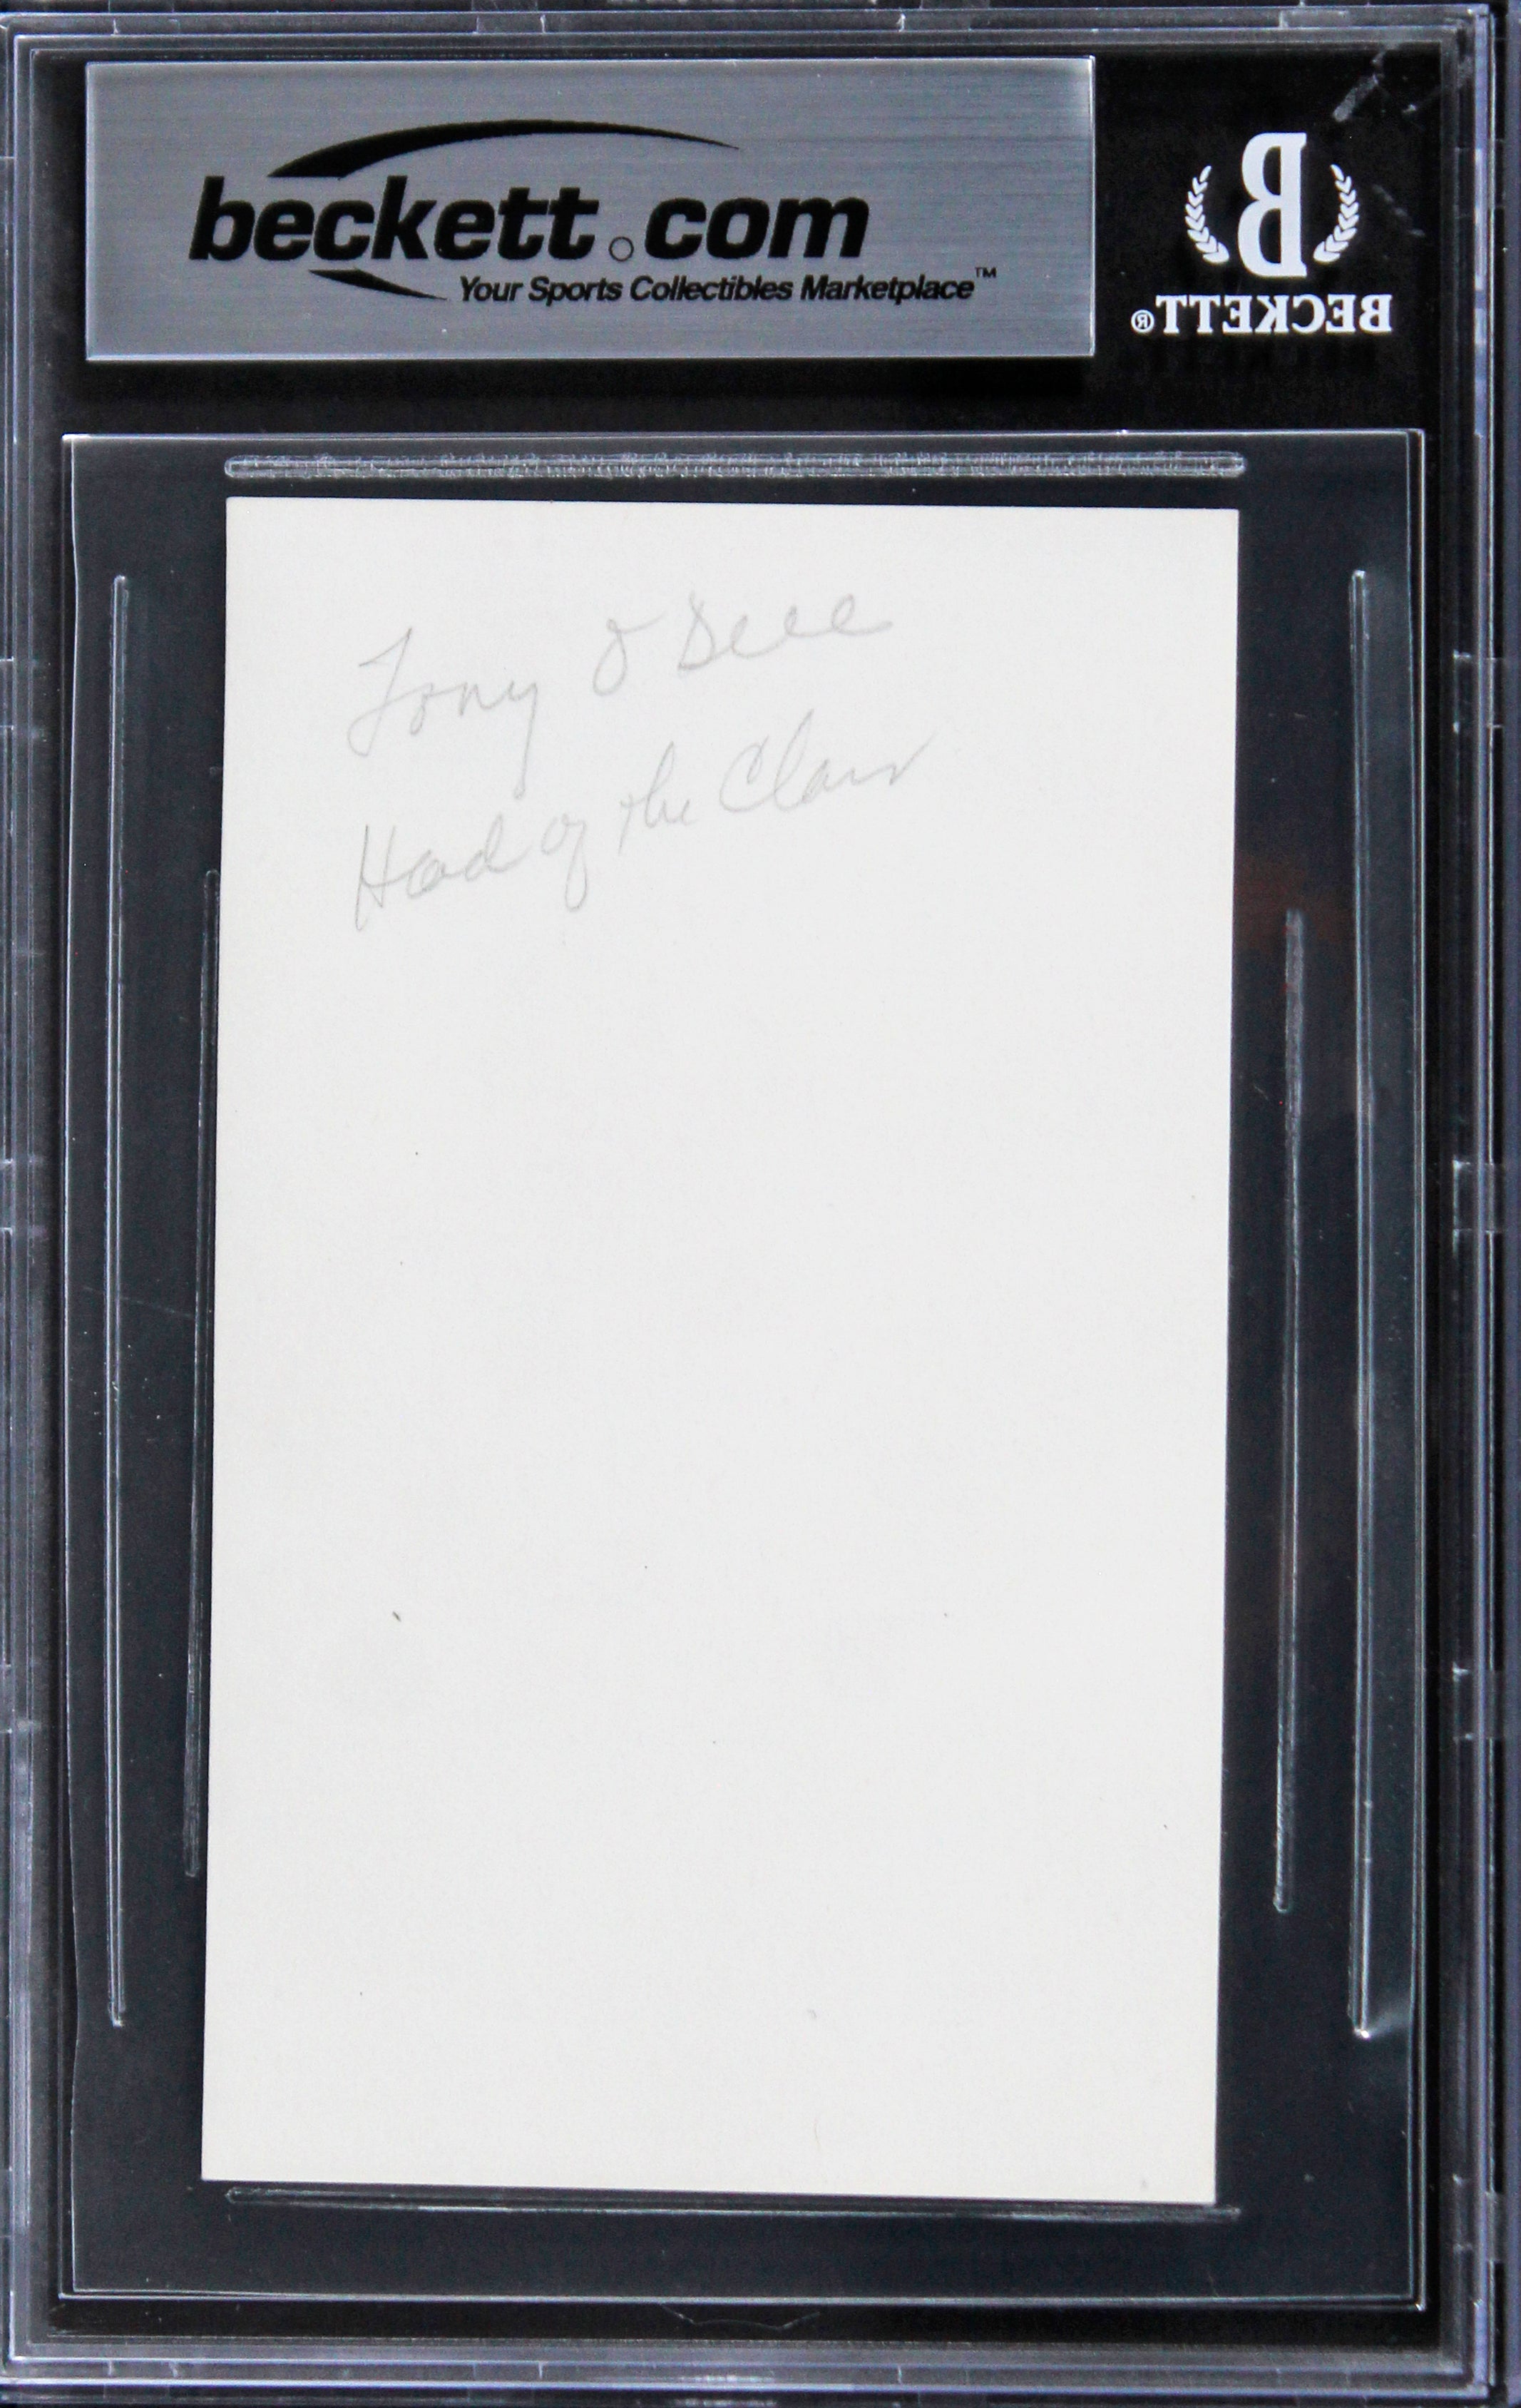 beckett.com
Your Sports Collectibles Marketplace™
B
BECKETT®
Tony O Dell
Head of the Class